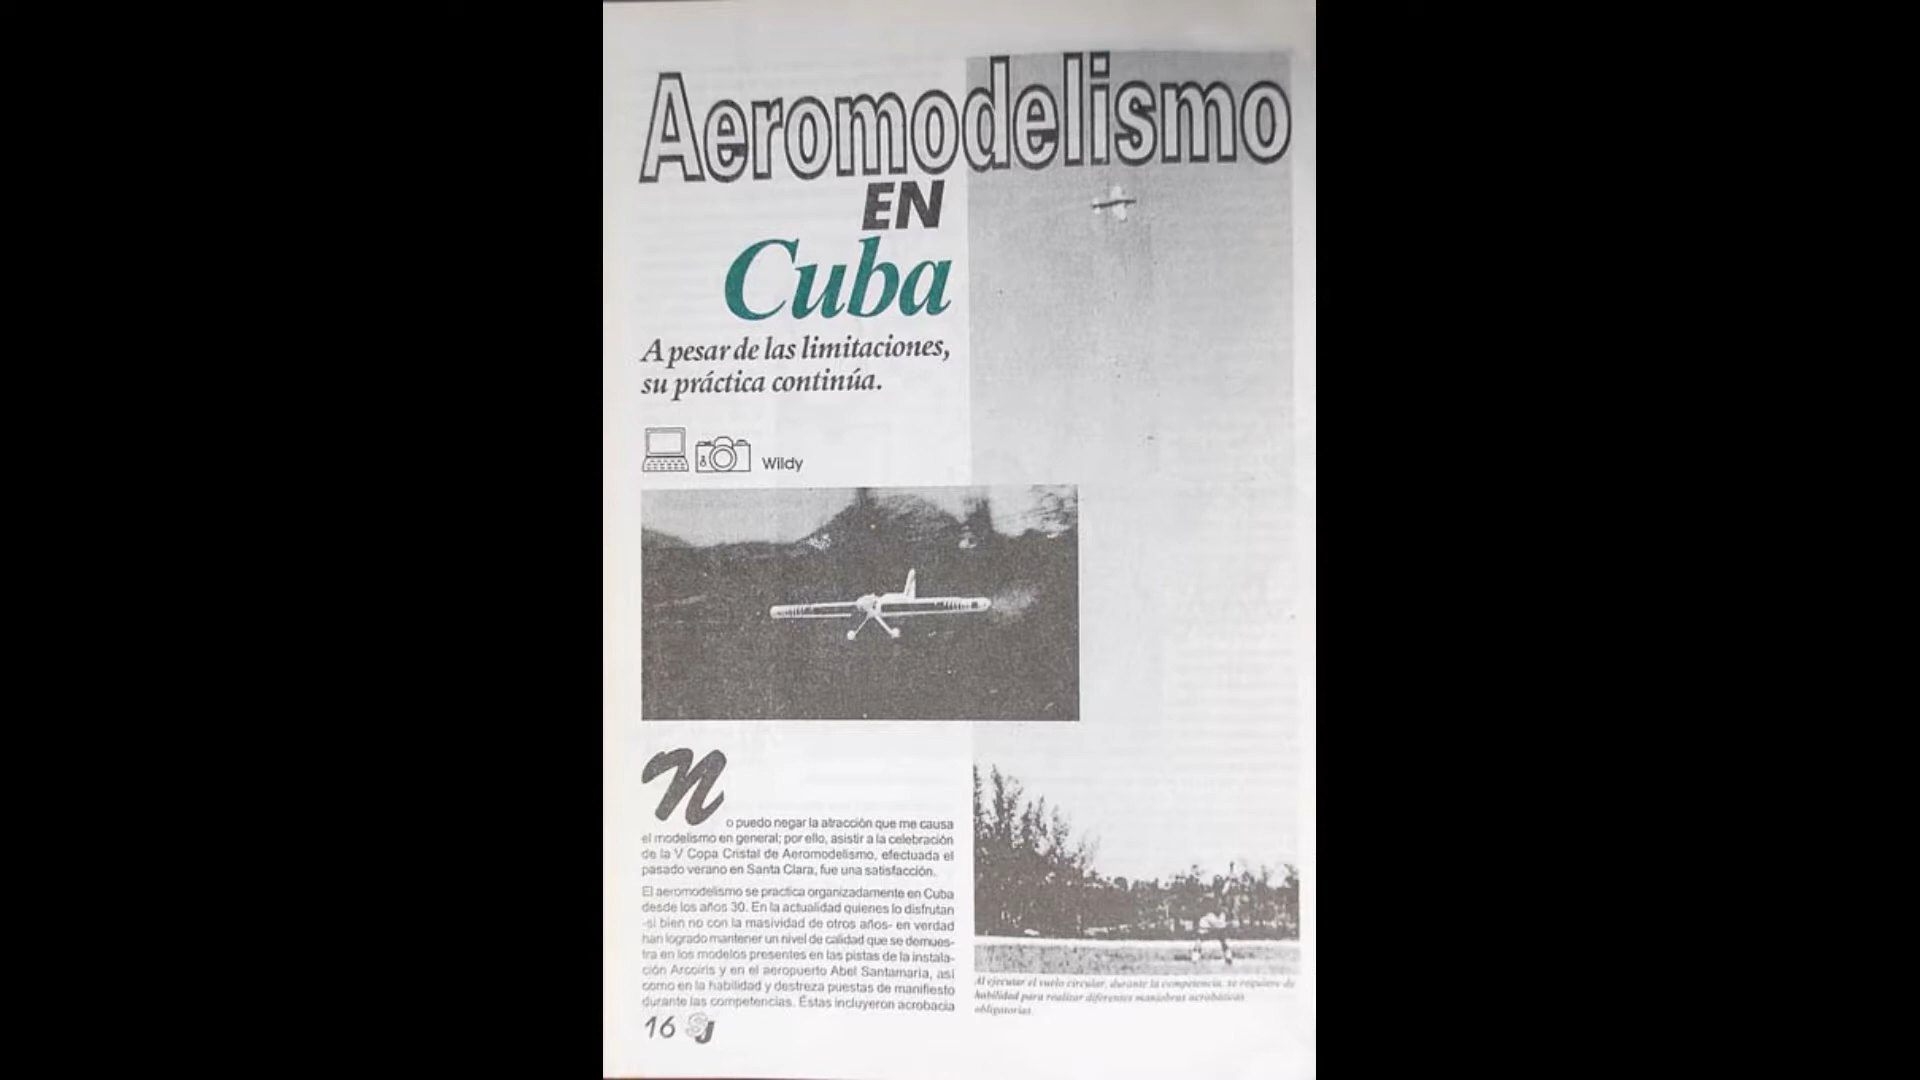 Aeromodelismo
EN
Cuba
A pesar de las limitaciones,
su práctica continúa.
Wildy
No puedo negar la atracción que me causa
el modelismo en general; por ello, asistir a la celebración
de la V Copa Cristal de Aeromodelismo, efectuada el
pasado verano en Santa Clara, fue una satisfacción.
El aeromodelismo se practica organizadamente en Cuba
desde los años 30. En la actualidad quienes lo disfrutan
-si bien no con la masividad de otros años- en verdad
han logrado mantener un nivel de calidad que se demues-
tra en los modelos presentes en las pistas de la instala-
ción Arcoiris y en el aeropuerto Abel Santamaría, así
como en la habilidad y destreza puestas de manifiesto
durante las competencias. Éstas incluyeron acrobacia
Al ejecutar el vuelo circular, durante la competencia, se requiere de
habilidad para realizar diferentes maniobras acrobáticas
obligatorias.
16 SJ